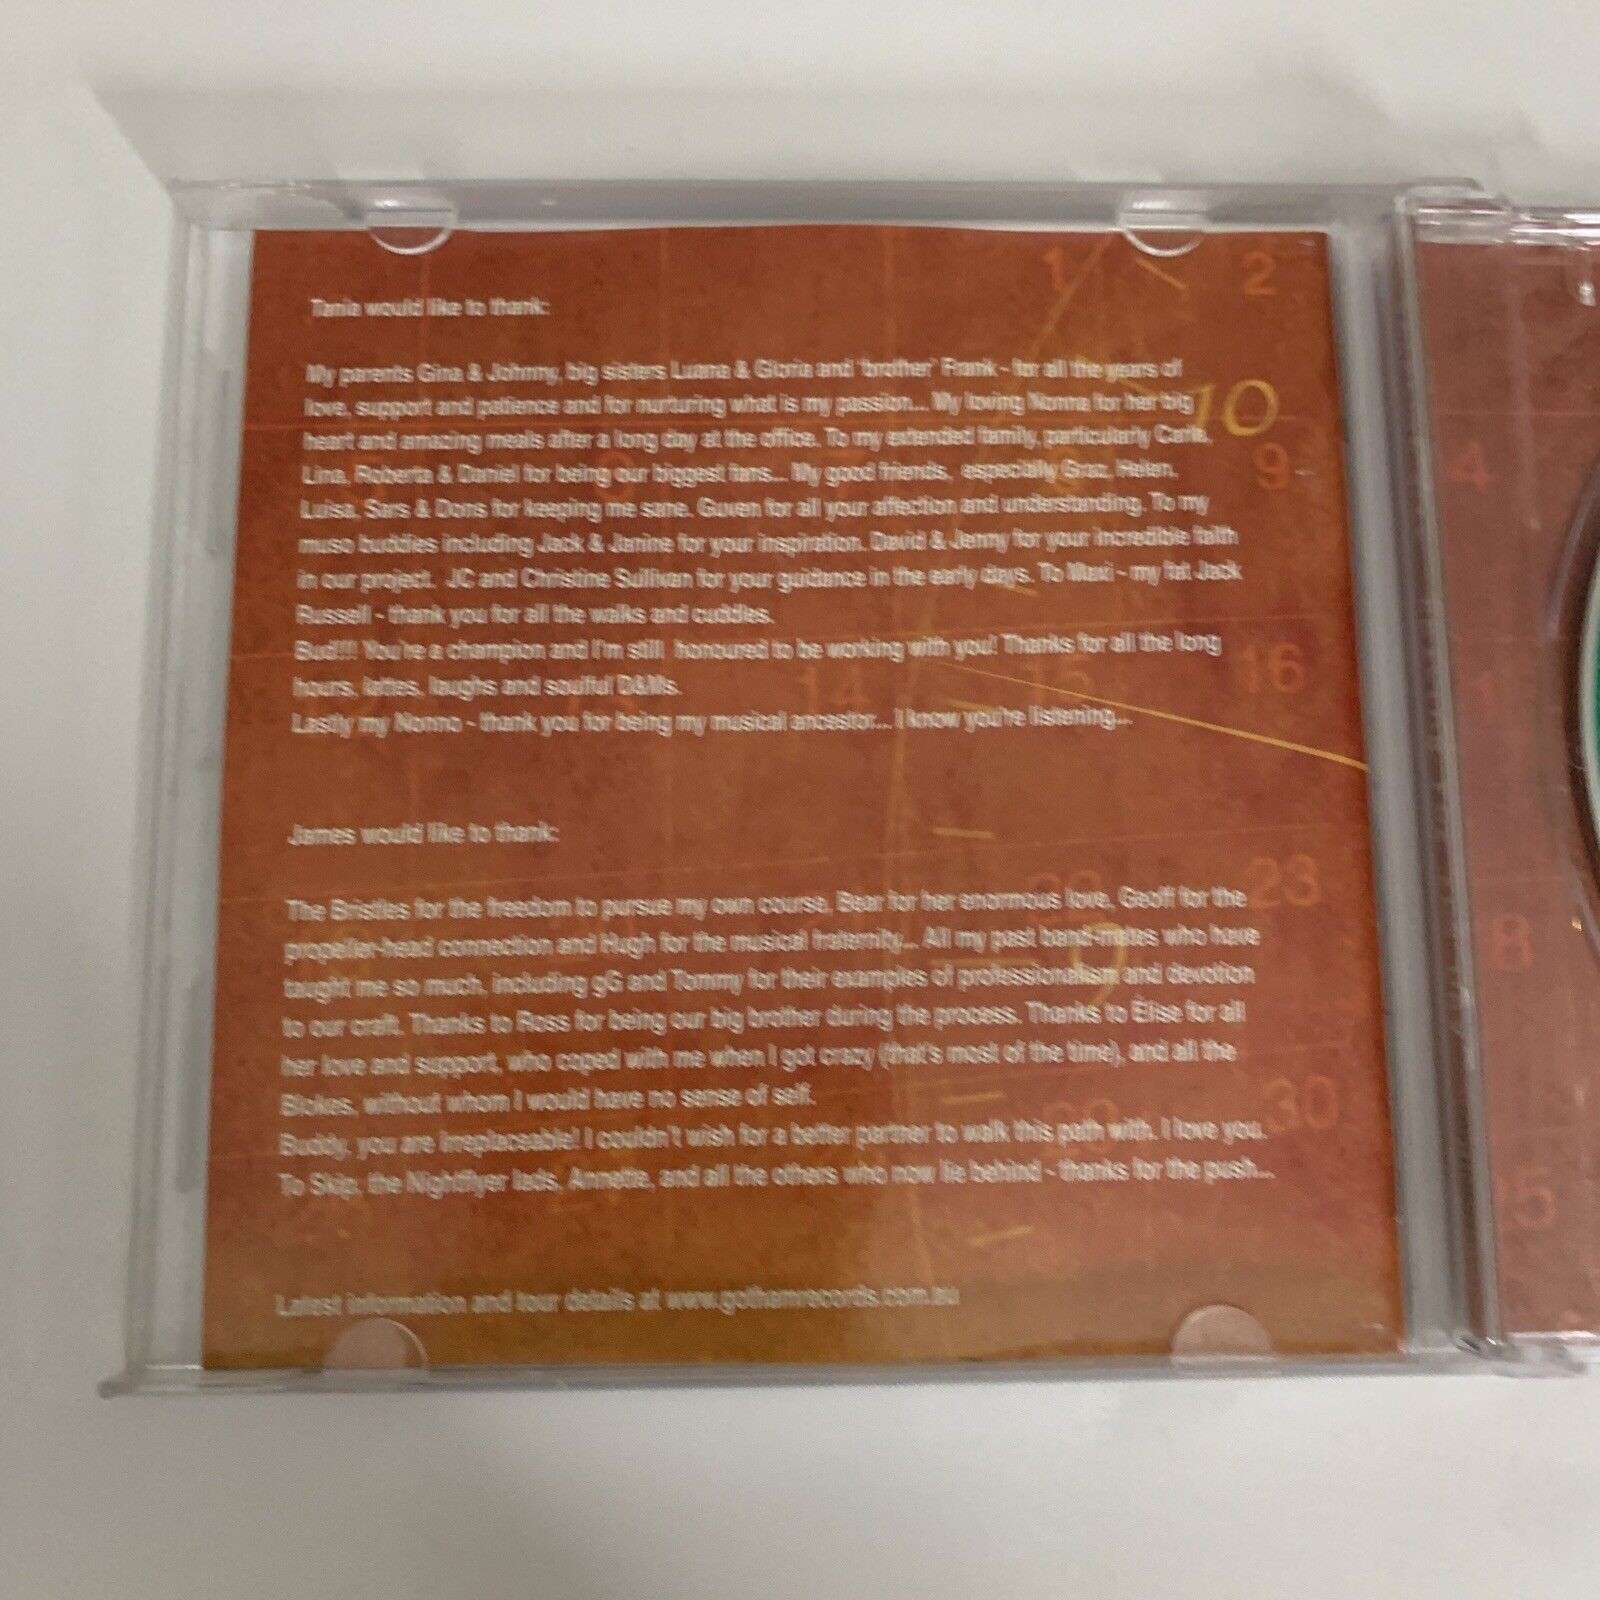 Tania would like to thank:
My parents Gina & Johnny, big sisters Luana & Gloria and 'brother' Frank - for all the years of
love, support and patience and for nurturing what is my passion... My loving Nonna for her big
heart and amazing meals after a long day at the office. To my extended family, particularly Carla,
Lina, Roberta & Daniel for being our biggest fans... My good friends, especially Graz, Helen,
Luisa, Sars & Dons for keeping me sane. Guven for all your affection and understanding. To my
muso buddies including Jack & Janine for your inspiration. David & Jenny for your incredible faith
in our project. JC and Christine Sullivan for your guidance in the early days. To Maxi - my fat Jack
Russell - thank you for all the walks and cuddles.
Bud!!! You're a champion and I'm still honoured to be working with you! Thanks for all the long
hours, lattes, laughs and soulful D&Ms.
Lastly my Nonno - thank you for being my musical ancestor... I know you're listening...
James would like to thank:
The Bristles for the freedom to pursue my own course, Bear for her enormous love, Geoff for the
propeller-head connection and Hugh for the musical fraternity... All my past band-mates who have
taught me so much, including gG and Tommy for their examples of professionalism and devotion
to our craft. Thanks to Ross for being our big brother during the process. Thanks to Elise for all
her love and support, who coped with me when I got crazy (that's most of the time), and all the
Blokes, without whom I would have no sense of self.
Buddy, you are irreplaceable! I couldn't wish for a better partner to walk this path with. I love you.
To Skip, the Nightflyer lads, Annette, and all the others who now lie behind - thanks for the push...
Latest information and tour details at www.gothamrecords.com.au
1 2
10
9
4
14 15 16
22 23
9
8
29 30
15